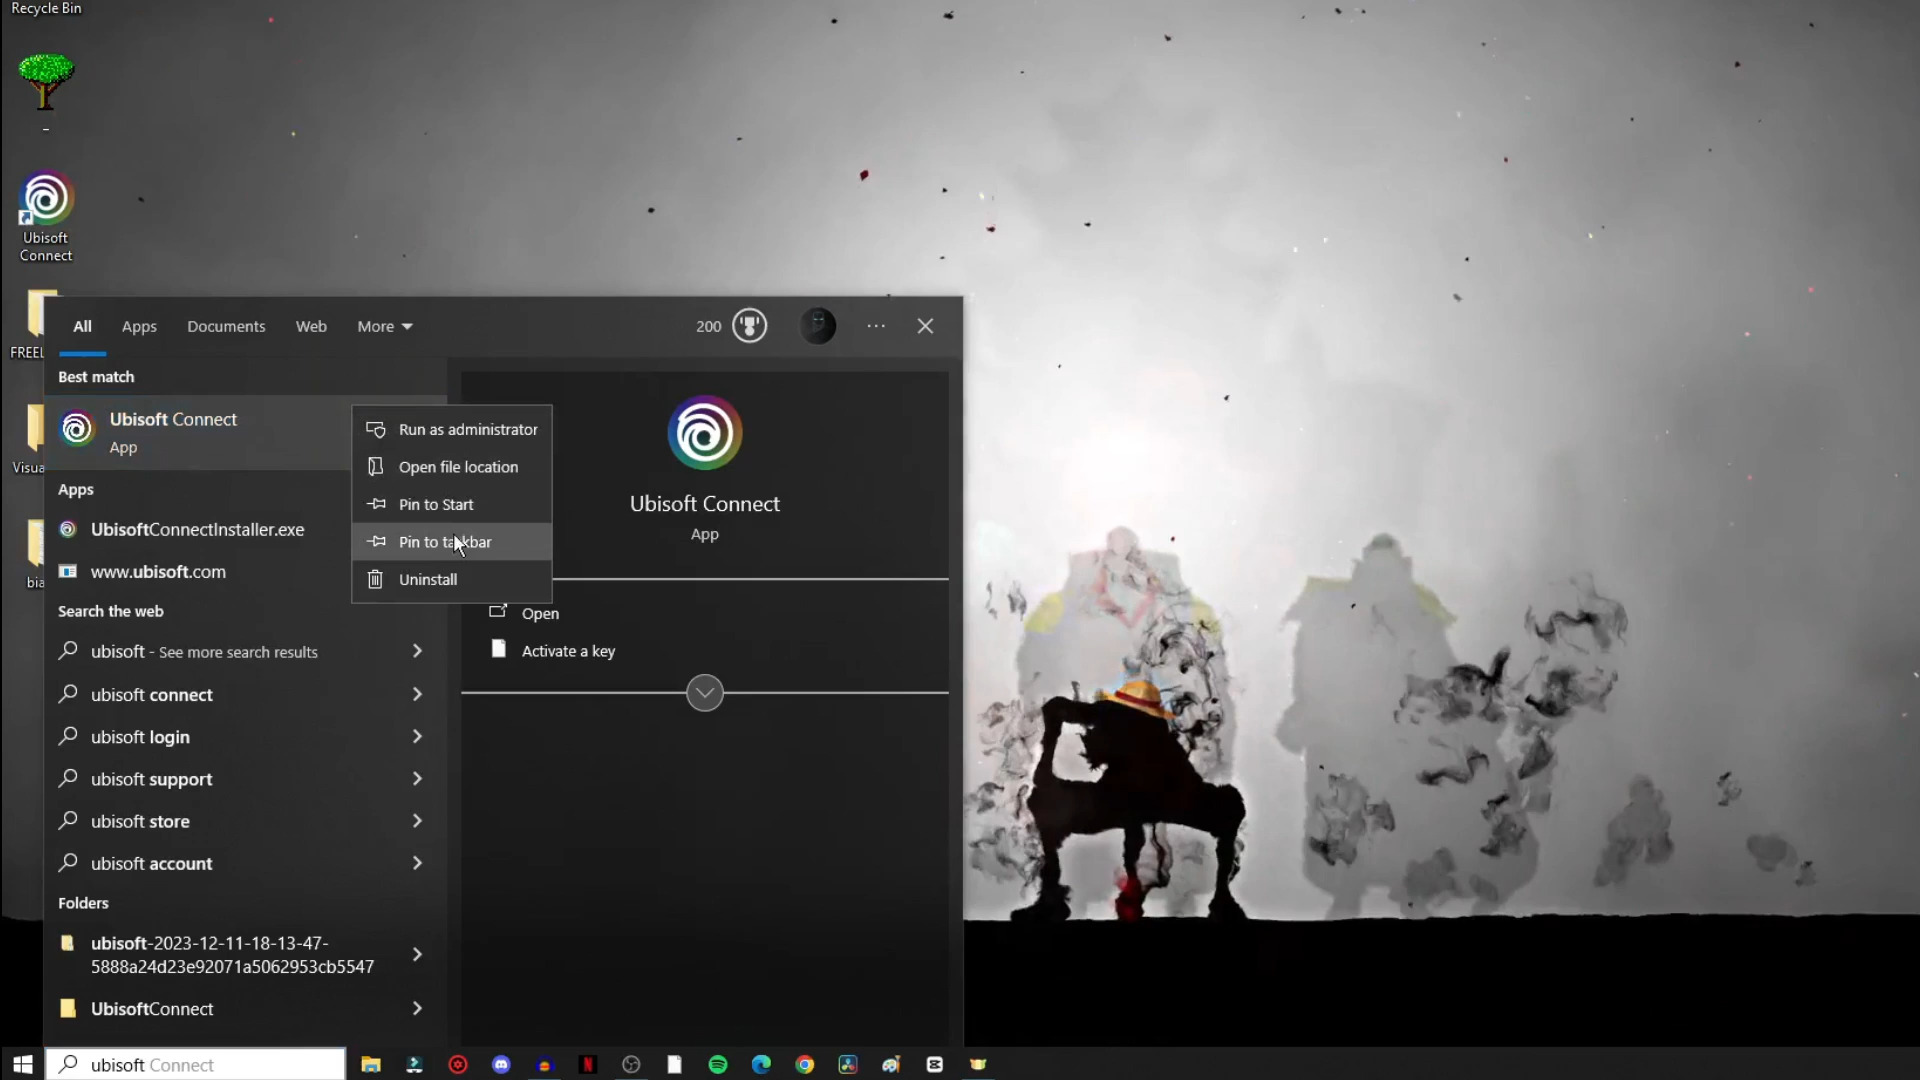 Recycle Bin
-
Ubisoft
Connect
FREEL
Visua
bia
All
Apps
Documents
Web
More
200
Best match
Ubisoft Connect
App
Run as administrator
Open file location
Pin to Start
Pin to taskbar
Uninstall
Apps
UbisoftConnectInstaller.exe
www.ubisoft.com
Search the web
ubisoft - See more search results
ubisoft connect
ubisoft login
ubisoft support
ubisoft store
ubisoft account
Folders
ubisoft-2023-12-11-18-13-47-
5888a24d23e92071a5062953cb5547
UbisoftConnect
Ubisoft Connect
App
Open
Activate a key
ubisoft Connect